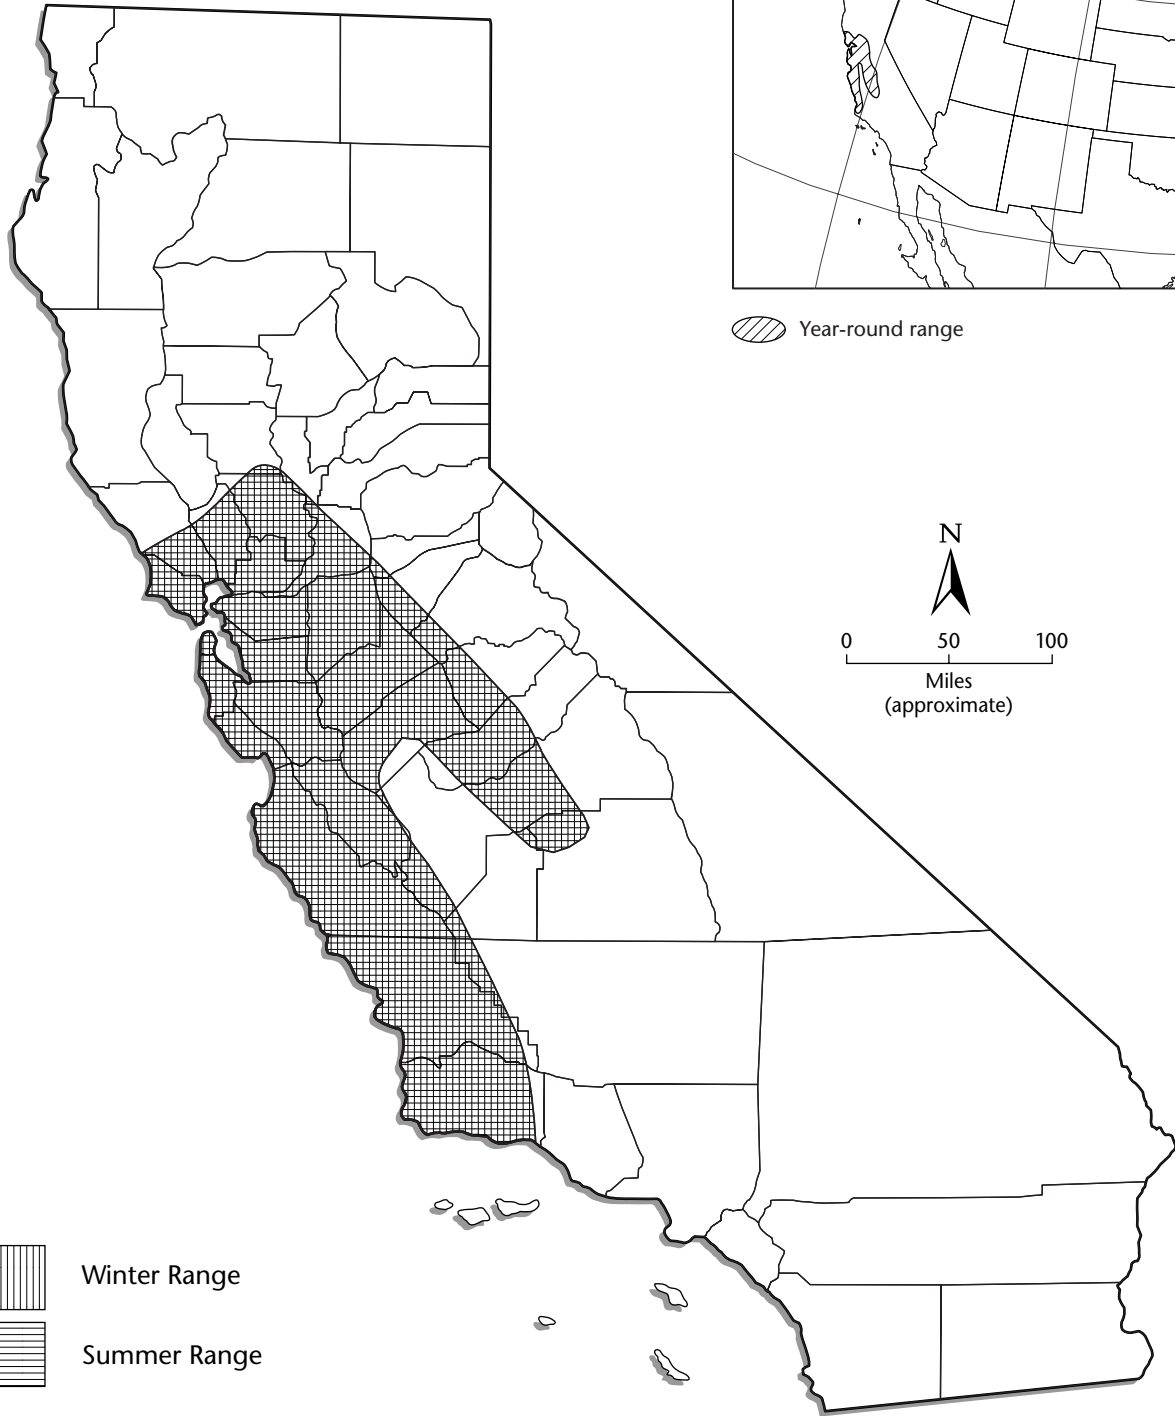 Year-round range
N
0 50 100
Miles
(approximate)
Winter Range
Summer Range